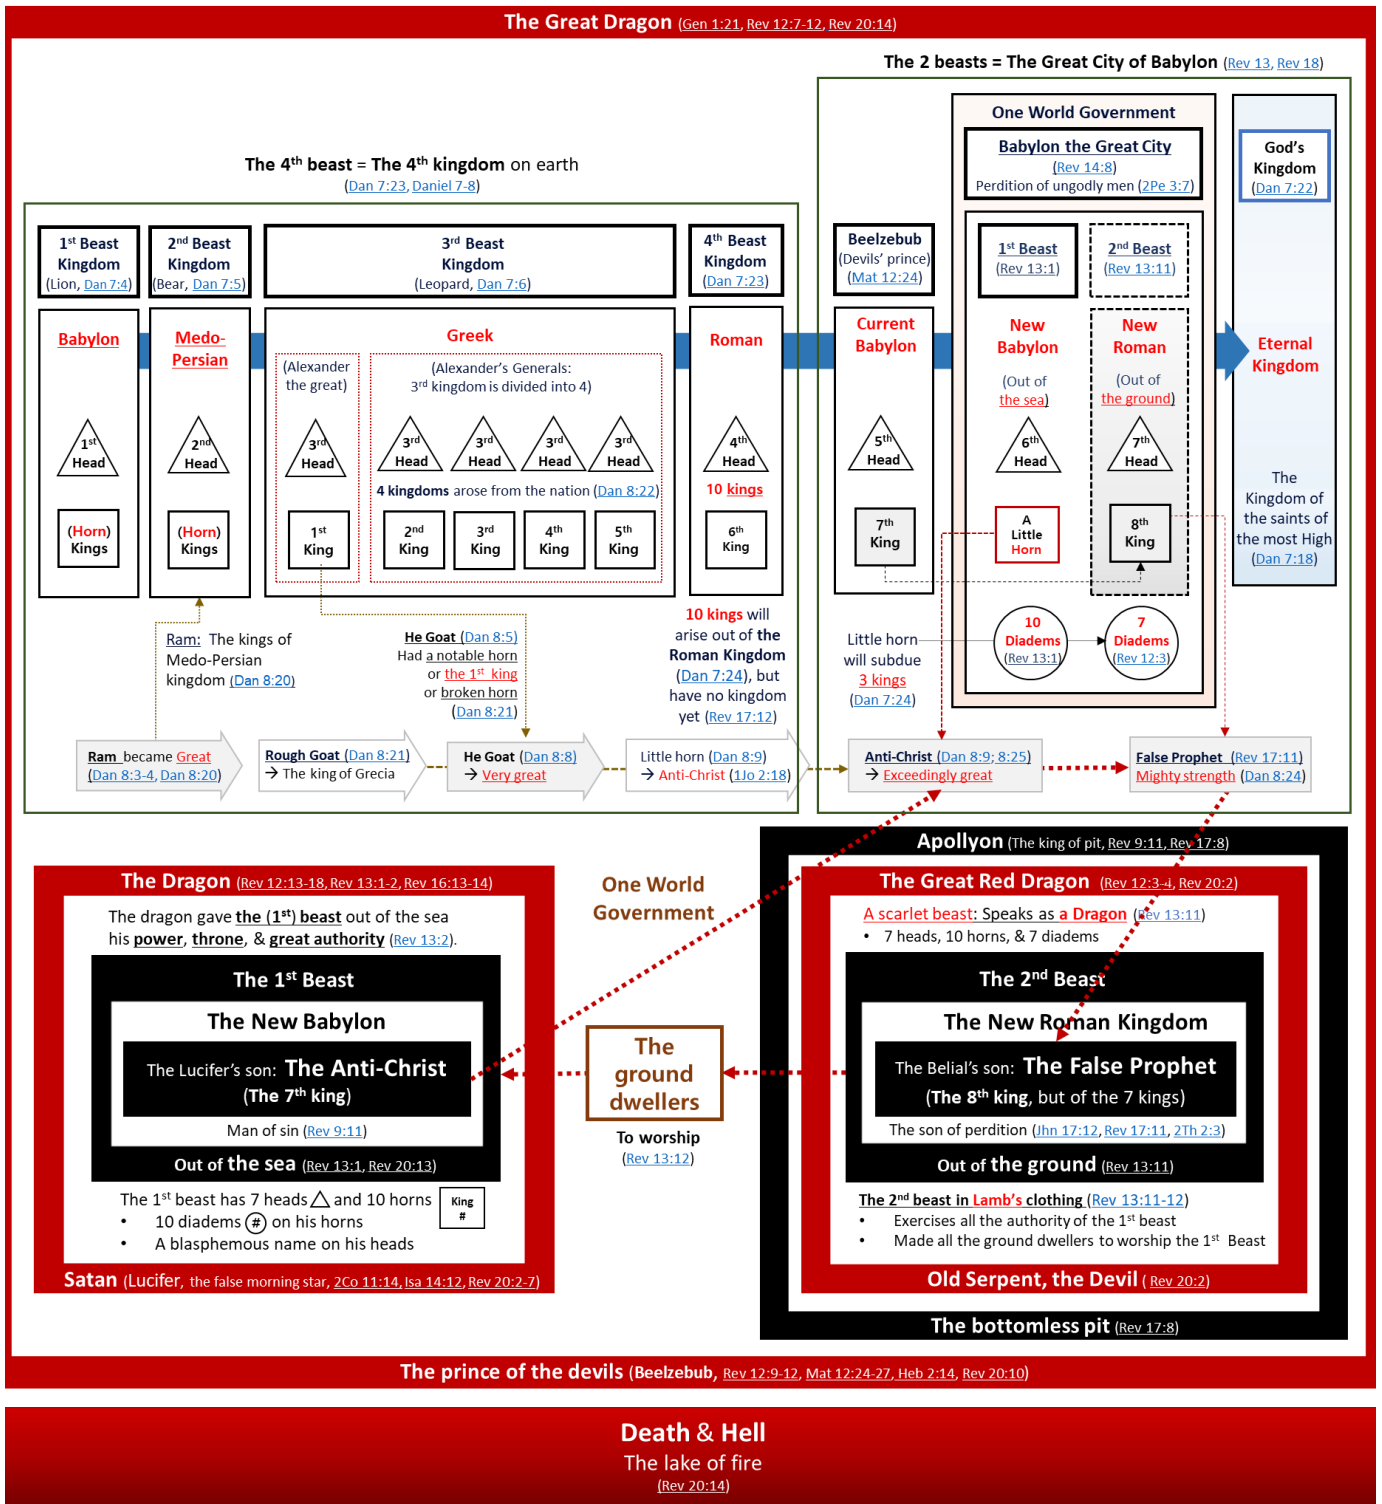 The Great Dragon (Gen 1:21, Rev 12:7-12, Rev 20:14)
The 2 beasts = The Great City of Babylon (Rev 13, Rev 18)
The 4th beast = The 4th kingdom on earth
(Dan 7:23, Daniel 7-8)
1st Beast
Kingdom
(Lion, Dan 7:4)
2nd Beast
Kingdom
(Bear, Dan 7:5)
3rd Beast
Kingdom
(Leopard, Dan 7:6)
4th Beast
Kingdom
(Dan 7:23)
Beelzebub
(Devils' prince)
(Mat 12:24)
One World Government
Babylon the Great City
(Rev 14:8)
Perdition of ungodly men (2Pe 3:7)
1st Beast
(Rev 13:1)
2nd Beast
(Rev 13:11)
God's
Kingdom
(Dan 7:22)
Babylon
1st
Head
(Horn)
Kings
Medo-
Persian
2nd
Head
(Horn)
Kings
Greek
(Alexander
the great)
3rd
Head
1st
King
(Alexander's Generals:
3rd kingdom is divided into 4)
3rd
Head
3rd
Head
3rd
Head
3rd
Head
4 kingdoms arose from the nation (Dan 8:22)
2nd
King
3rd
King
4th
King
5th
King
Roman
4th
Head
10 kings
6th
King
Current
Babylon
5th
Head
7th
King
New
Babylon
(Out of
the sea)
6th
Head
A
Little
Horn
New
Roman
(Out of
the ground)
7th
Head
8th
King
Eternal
Kingdom
The
Kingdom of
the saints of
the most High
(Dan 7:18)
10
Diadems
(Rev 13:1)
7
Diadems
(Rev 12:3)
Ram: The kings of
Medo-Persian
kingdom (Dan 8:20)
He Goat (Dan 8:5)
Had a notable horn
or the 1st king
or broken horn
(Dan 8:21)
10 kings will
arise out of the
Roman Kingdom
(Dan 7:24), but
have no kingdom
yet (Rev 17:12)
Little horn
will subdue
3 kings
(Dan 7:24)
Ram became Great
(Dan 8:3-4, Dan 8:20)
Rough Goat (Dan 8:21)
→ The king of Grecia
He Goat (Dan 8:8)
→ Very great
Little horn (Dan 8:9)
→ Anti-Christ (1Jo 2:18)
Anti-Christ (Dan 8:9; 8:25)
→ Exceedingly great
False Prophet (Rev 17:11)
Mighty strength (Dan 8:24)
The Dragon (Rev 12:13-18, Rev 13:1-2, Rev 16:13-14)
The dragon gave the (1st) beast out of the sea
his power, throne, & great authority (Rev 13:2).
The 1st Beast
The New Babylon
The Lucifer's son: The Anti-Christ
(The 7th king)
Man of sin (Rev 9:11)
Out of the sea (Rev 13:1, Rev 20:13)
The 1st beast has 7 heads and 10 horns
King
#
• 10 diadems # on his horns
• A blasphemous name on his heads
Satan (Lucifer, the false morning star, 2Co 11:14, Isa 14:12, Rev 20:2-7)
One World
Government
The
ground
dwellers
To worship
(Rev 13:12)
Apollyon (The king of pit, Rev 9:11, Rev 17:8)
The Great Red Dragon (Rev 12:3-4, Rev 20:2)
A scarlet beast: Speaks as a Dragon (Rev 13:11)
• 7 heads, 10 horns, & 7 diadems
The 2nd Beast
The New Roman Kingdom
The Belial's son: The False Prophet
(The 8th king, but of the 7 kings)
The son of perdition (Jhn 17:12, Rev 17:11, 2Th 2:3)
Out of the ground (Rev 13:11)
The 2nd beast in Lamb's clothing (Rev 13:11-12)
• Exercises all the authority of the 1st beast
• Made all the ground dwellers to worship the 1st Beast
Old Serpent, the Devil ( Rev 20:2)
The bottomless pit (Rev 17:8)
The prince of the devils (Beelzebub, Rev 12:9-12, Mat 12:24-27, Heb 2:14, Rev 20:10)
Death & Hell
The lake of fire
(Rev 20:14)